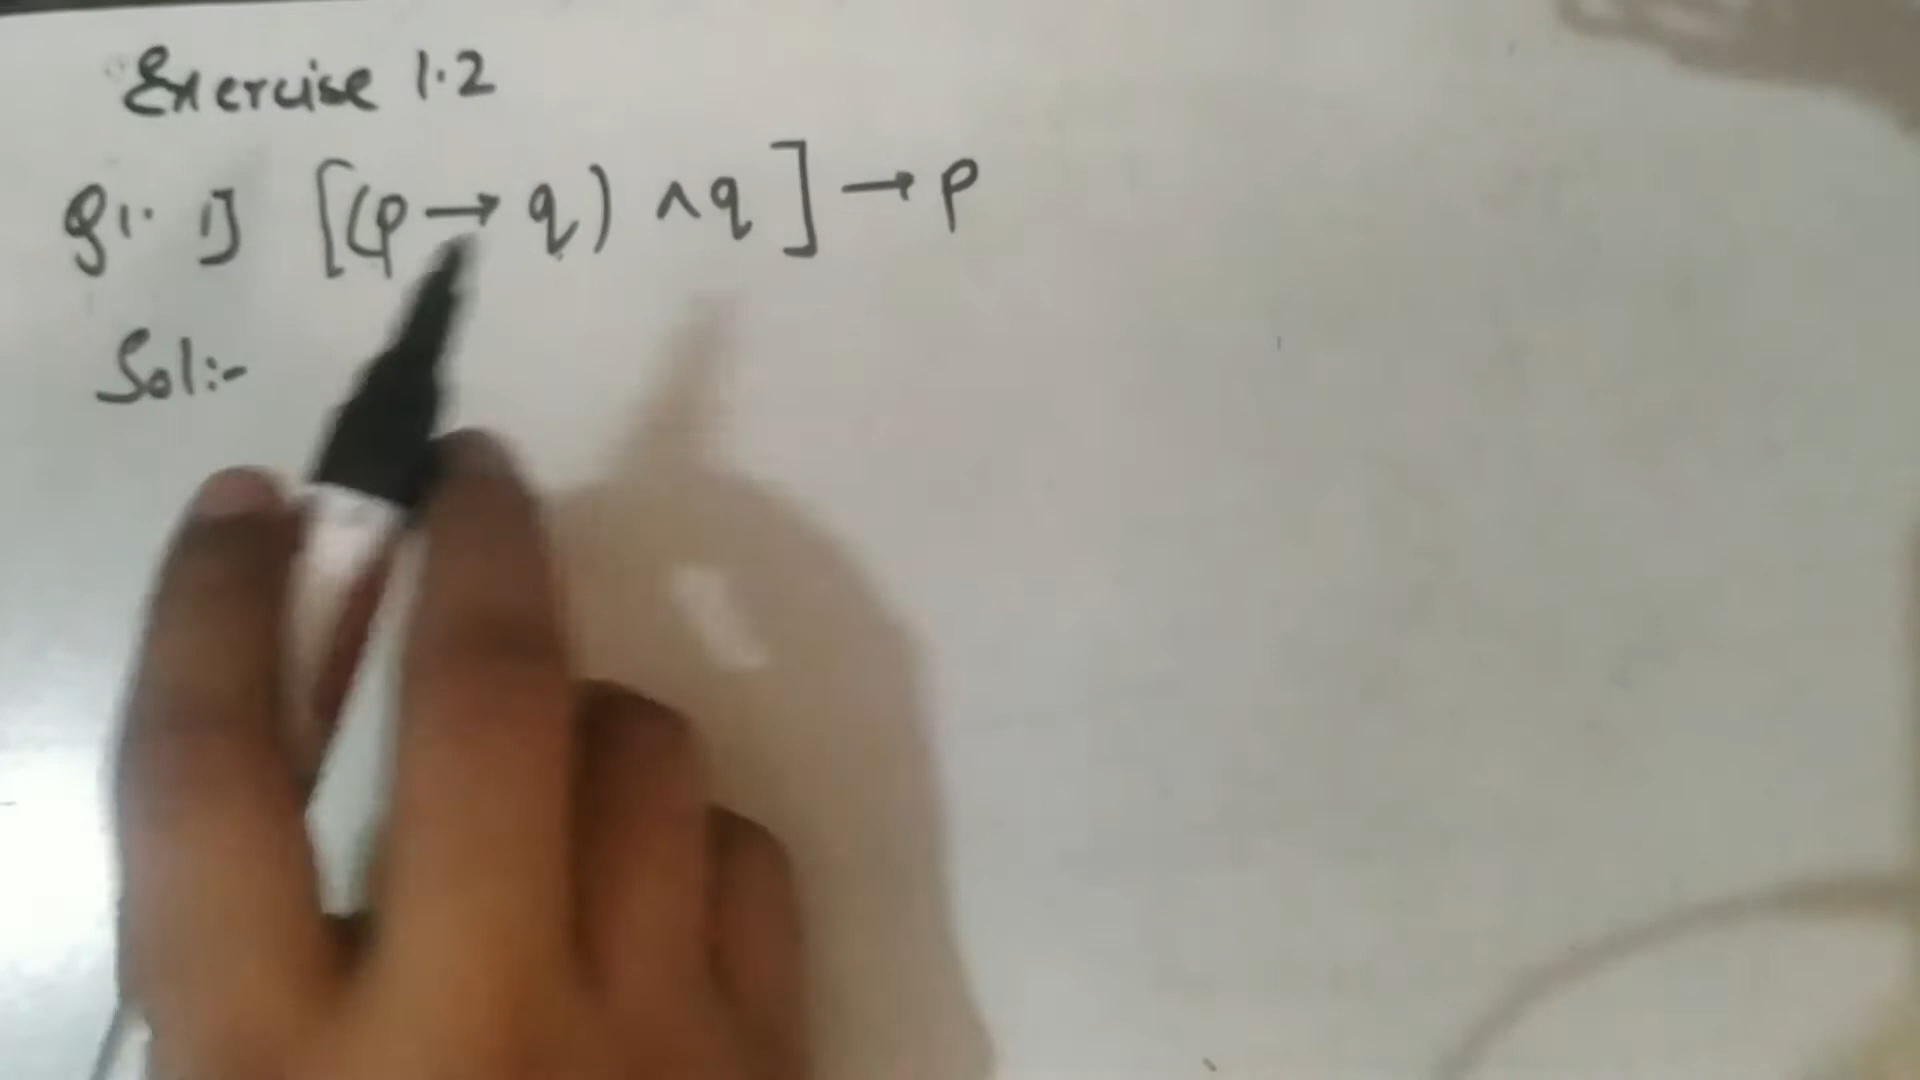 Exercise 1.2
Q1. 1] [(p → q) ∧ q] → p
Sol:-